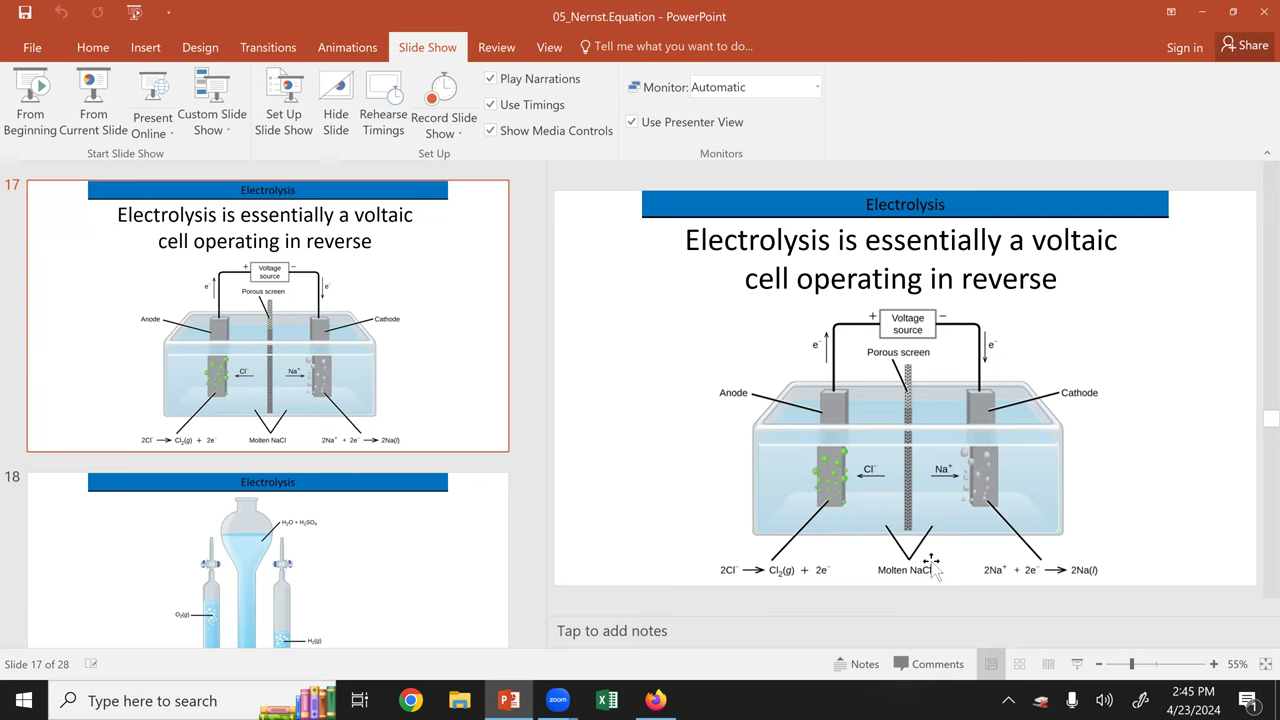 05_Nernst.Equation - PowerPoint
File Home Insert Design Transitions Animations Slide Show Review View Tell me what you want to do... Sign in Share
From Beginning
From Current Slide
Present Online
Custom Slide Show
Start Slide Show
Set Up Slide Show
Hide Slide
Rehearse Timings
Record Slide Show
Play Narrations
Use Timings
Show Media Controls
Set Up
Monitor: Automatic
Use Presenter View
Monitors
17
Electrolysis
Electrolysis is essentially a voltaic
cell operating in reverse
+ Voltage source −
e⁻ e⁻
Porous screen
Anode Cathode
Cl⁻ Na⁺
2Cl⁻ → Cl₂(g) + 2e⁻ Molten NaCl 2Na⁺ + 2e⁻ → 2Na(l)
18
Electrolysis
H₂O + H₂SO₄
O₂(g)
H₂(g)
Electrolysis
Electrolysis is essentially a voltaic
cell operating in reverse
+ Voltage source −
e⁻ e⁻
Porous screen
Anode Cathode
Cl⁻ Na⁺
2Cl⁻ → Cl₂(g) + 2e⁻ Molten NaCl 2Na⁺ + 2e⁻ → 2Na(l)
Tap to add notes
Slide 17 of 28 Notes Comments 55%
Type here to search zoom 2:45 PM
4/23/2024 1